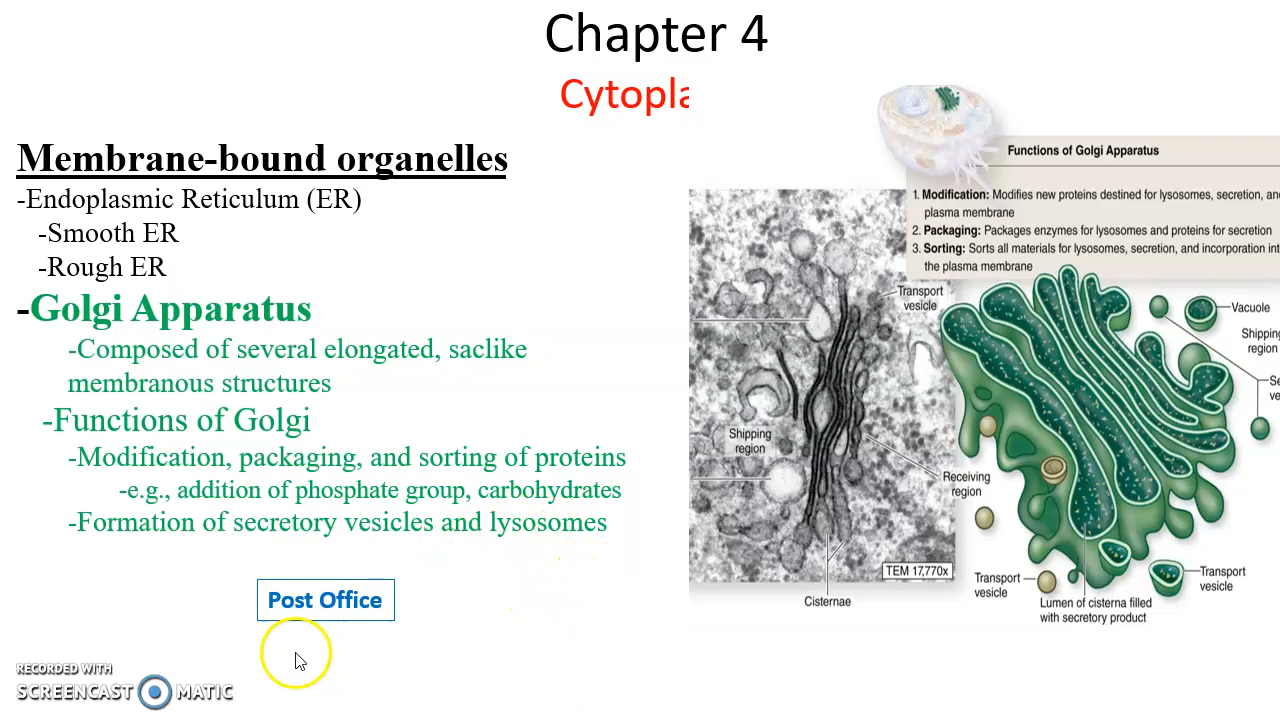 Chapter 4
Cytopla
Membrane-bound organelles
-Endoplasmic Reticulum (ER)
-Smooth ER
-Rough ER
-Golgi Apparatus
-Composed of several elongated, saclike
membranous structures
-Functions of Golgi
-Modification, packaging, and sorting of proteins
-e.g., addition of phosphate group, carbohydrates
-Formation of secretory vesicles and lysosomes
Post Office
RECORDED WITH
SCREENCAST MATIC
Functions of Golgi Apparatus
1. Modification: Modifies new proteins destined for lysosomes, secretion, and
plasma membrane
2. Packaging: Packages enzymes for lysosomes and proteins for secretion
3. Sorting: Sorts all materials for lysosomes, secretion, and incorporation int
the plasma membrane
Transport
vesicle
Vacuole
Shipping
region
Se
ve
Shipping
region
Receiving
region
TEM 17,770x
Cisternae
Transport
vesicle
Lumen of cisterna filled
with secretory product
Transport
vesicle